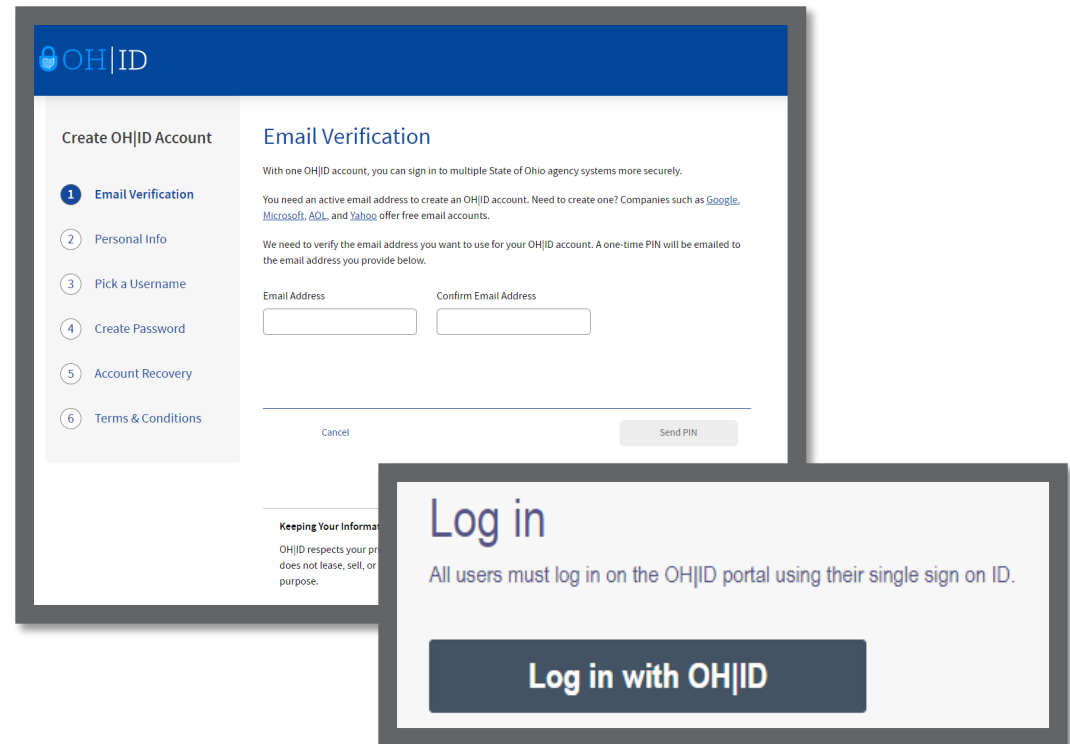 OH|ID
Create OH|ID Account
1 Email Verification
2 Personal Info
3 Pick a Username
4 Create Password
5 Account Recovery
6 Terms & Conditions
Email Verification
With one OH|ID account, you can sign in to multiple State of Ohio agency systems more securely.
You need an active email address to create an OH|ID account. Need to create one? Companies such as Google,
Microsoft, AOL, and Yahoo offer free email accounts.
We need to verify the email address you want to use for your OH|ID account. A one-time PIN will be emailed to
the email address you provide below.
Email Address Confirm Email Address
Cancel Send PIN
Keeping Your
OH|ID respects your
does not lease, sell, or
purpose.
Log in
All users must log in on the OH|ID portal using their single sign on ID.
Log in with OH|ID